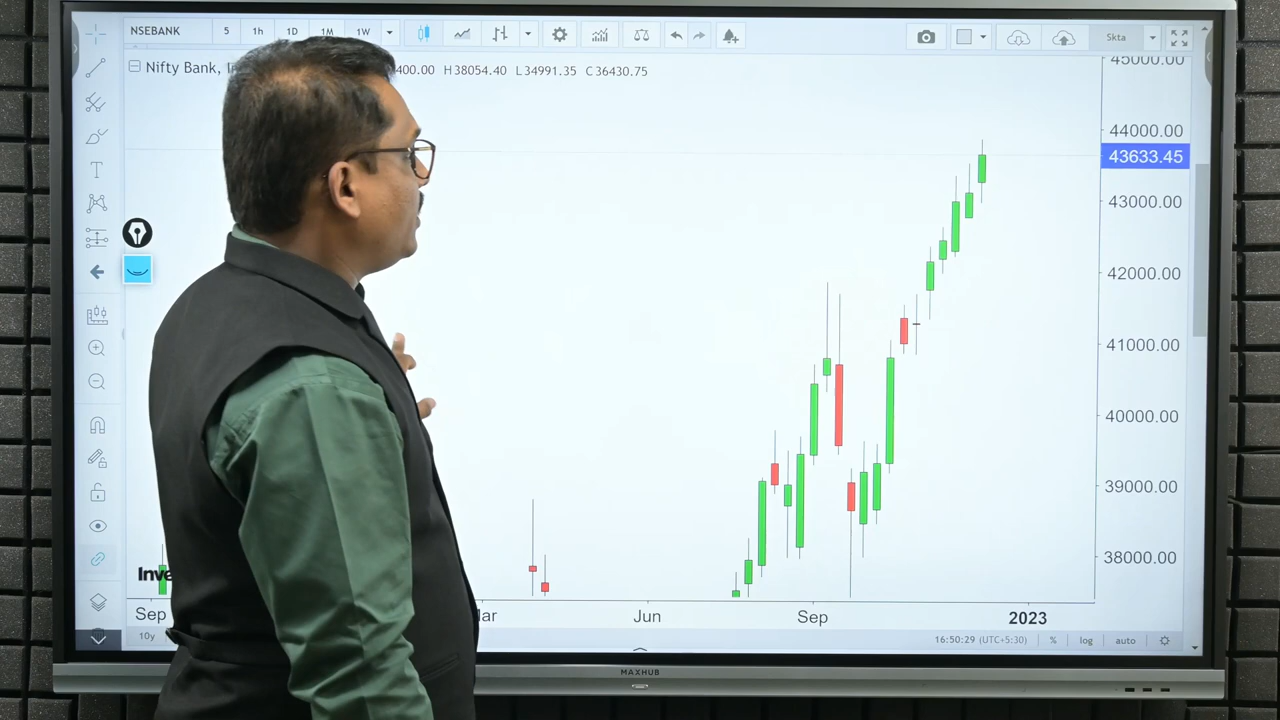 NSEBANK 5 1h 1D 1M 1W
5kta
Nifty Bank, 400.00 H38054.40 L34991.35 C36430.75
45000.00
44000.00
43633.45
43000.00
42000.00
41000.00
40000.00
39000.00
38000.00
Inve
Sep Jun Sep 2023
10y 16:50:29 (UTC+5:30) % log auto
MAXHUB